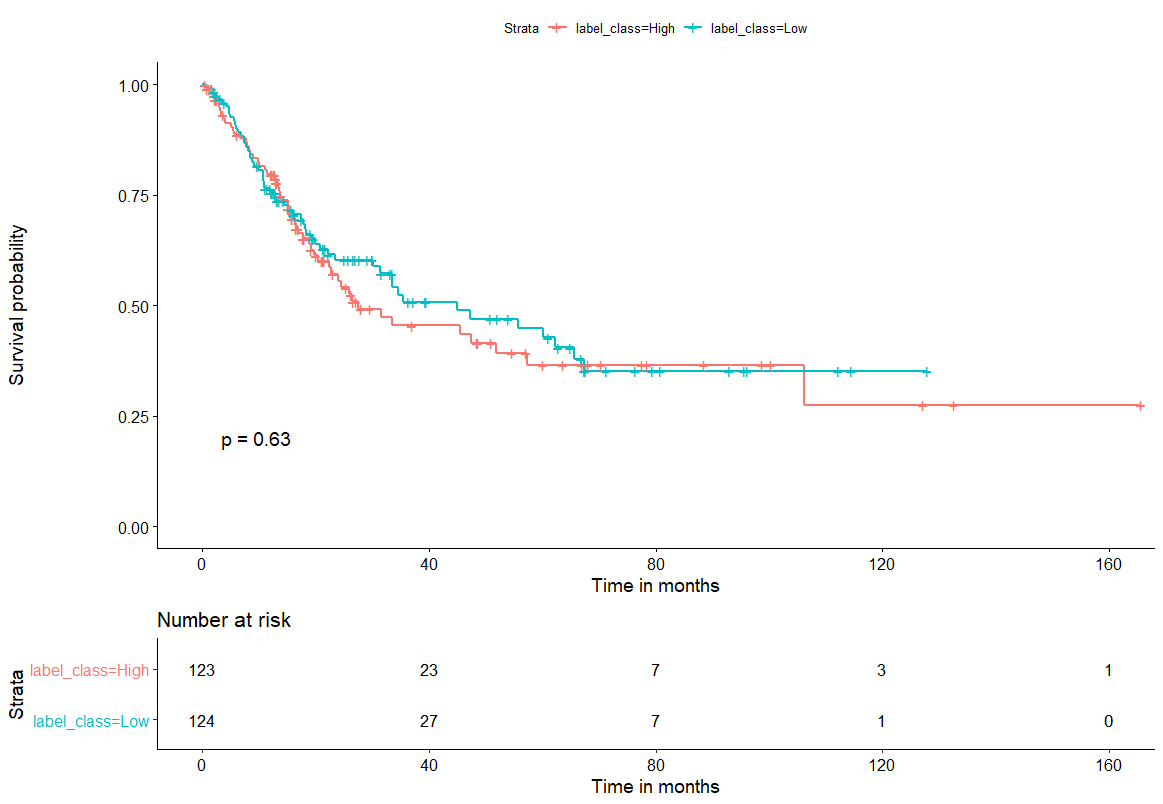 Strata label_class=High label_class=Low
Survival probability
1.00
0.75
0.50
0.25
0.00
p = 0.63
0 40 80 120 160
Time in months
Number at risk
Strata
label_class=High 123 23 7 3 1
label_class=Low 124 27 7 1 0
0 40 80 120 160
Time in months